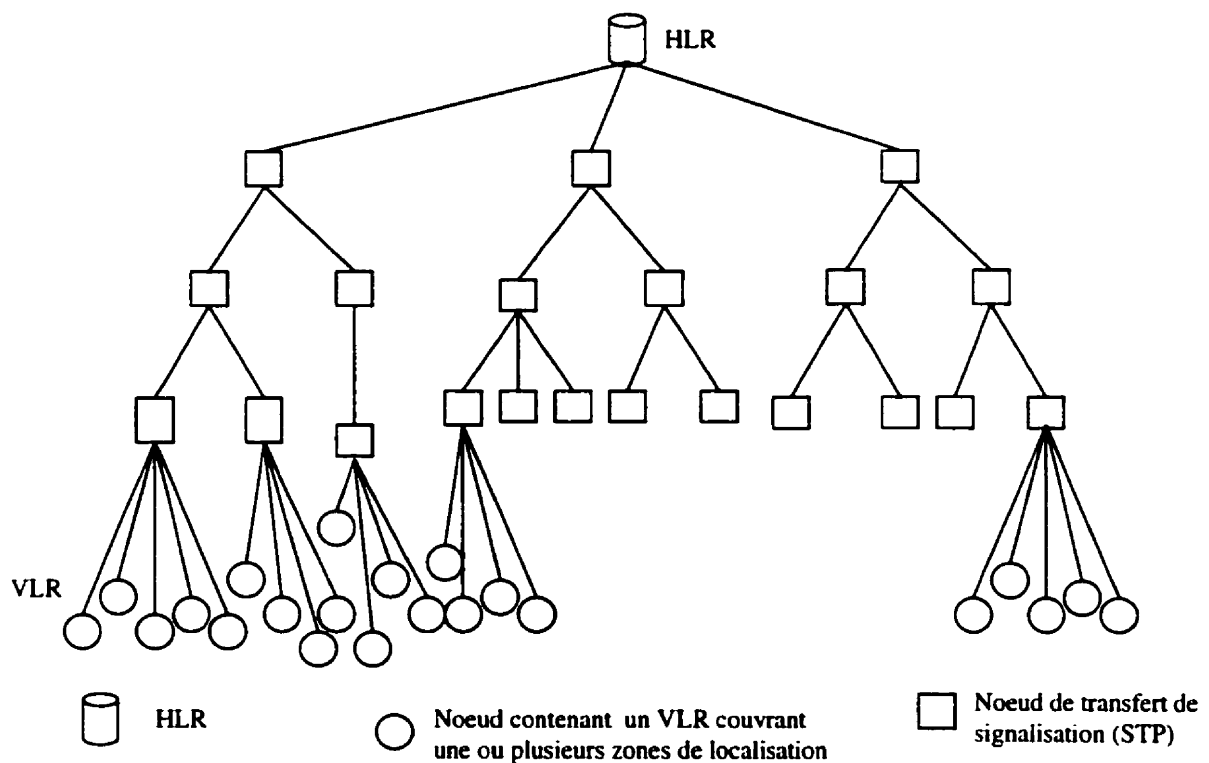 HLR
VLR
HLR
Noeud contenant un VLR couvrant
une ou plusieurs zones de localisation
Noeud de transfert de
signalisation (STP)